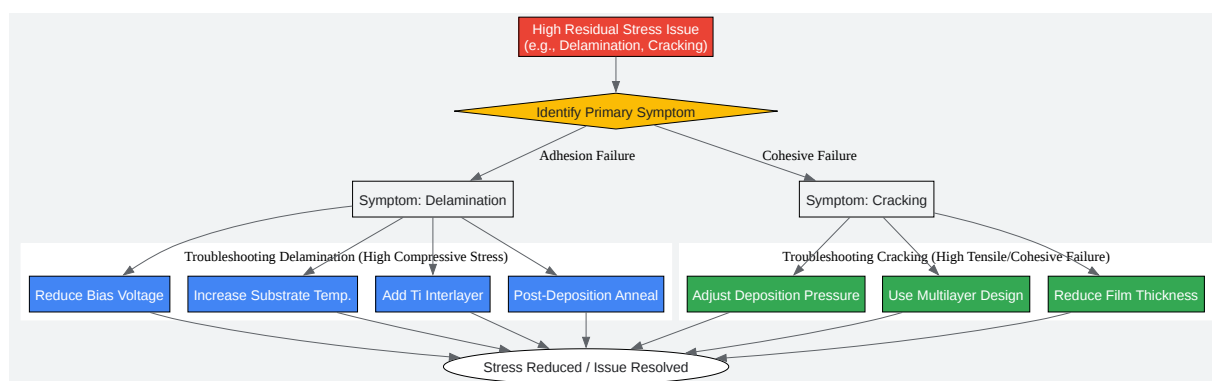 High Residual Stress Issue
(e.g., Delamination, Cracking)
Identify Primary Symptom
Adhesion Failure
Cohesive Failure
Symptom: Delamination
Symptom: Cracking
Troubleshooting Delamination (High Compressive Stress)
Troubleshooting Cracking (High Tensile/Cohesive Failure)
Reduce Bias Voltage
Increase Substrate Temp.
Add Ti Interlayer
Post-Deposition Anneal
Adjust Deposition Pressure
Use Multilayer Design
Reduce Film Thickness
Stress Reduced / Issue Resolved